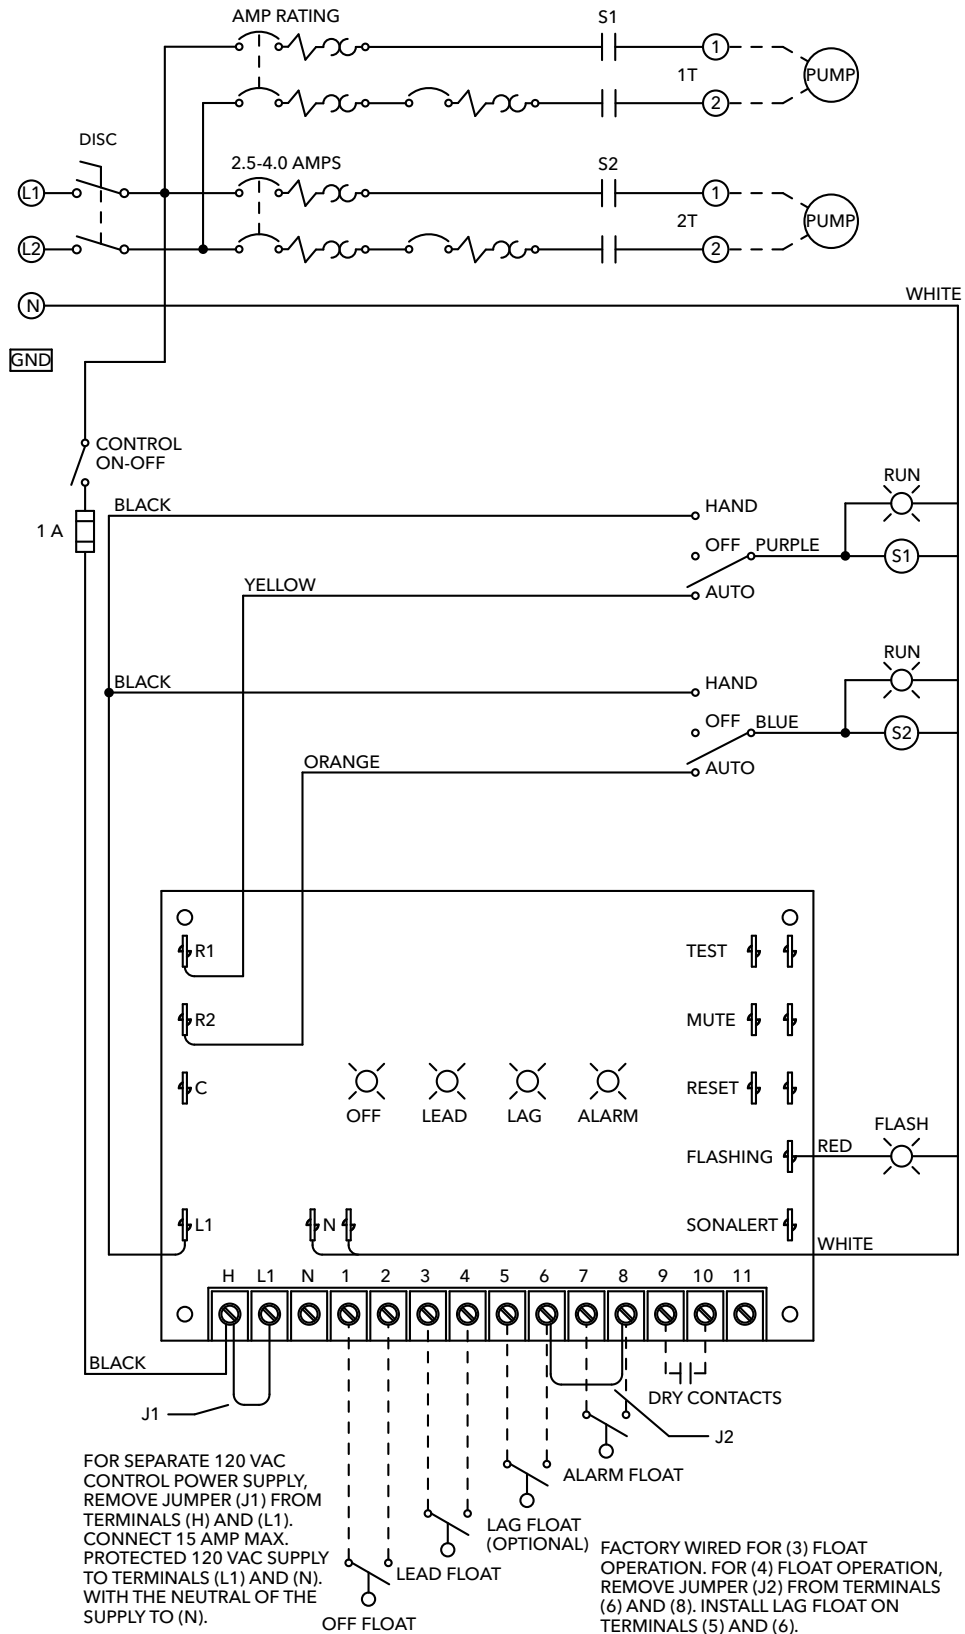 AMP RATING
S1
1
1T
PUMP
2
DISC
2.5-4.0 AMPS
S2
L1
1
2T
PUMP
L2
2
N
WHITE
GND
CONTROL
ON-OFF
1 A
BLACK
HAND
RUN
OFF
PURPLE
S1
YELLOW
AUTO
BLACK
HAND
RUN
OFF
BLUE
S2
ORANGE
AUTO
R1
TEST
R2
MUTE
C
RESET
OFF
LEAD
LAG
ALARM
FLASH
FLASHING
RED
L1
N
SONALERT
WHITE
H L1 N 1 2 3 4 5 6 7 8 9 10 11
BLACK
DRY CONTACTS
J1
J2
ALARM FLOAT
LAG FLOAT
(OPTIONAL)
LEAD FLOAT
OFF FLOAT
FOR SEPARATE 120 VAC
CONTROL POWER SUPPLY,
REMOVE JUMPER (J1) FROM
TERMINALS (H) AND (L1).
CONNECT 15 AMP MAX.
PROTECTED 120 VAC SUPPLY
TO TERMINALS (L1) AND (N).
WITH THE NEUTRAL OF THE
SUPPLY TO (N).
FACTORY WIRED FOR (3) FLOAT
OPERATION. FOR (4) FLOAT OPERATION,
REMOVE JUMPER (J2) FROM TERMINALS
(6) AND (8). INSTALL LAG FLOAT ON
TERMINALS (5) AND (6).